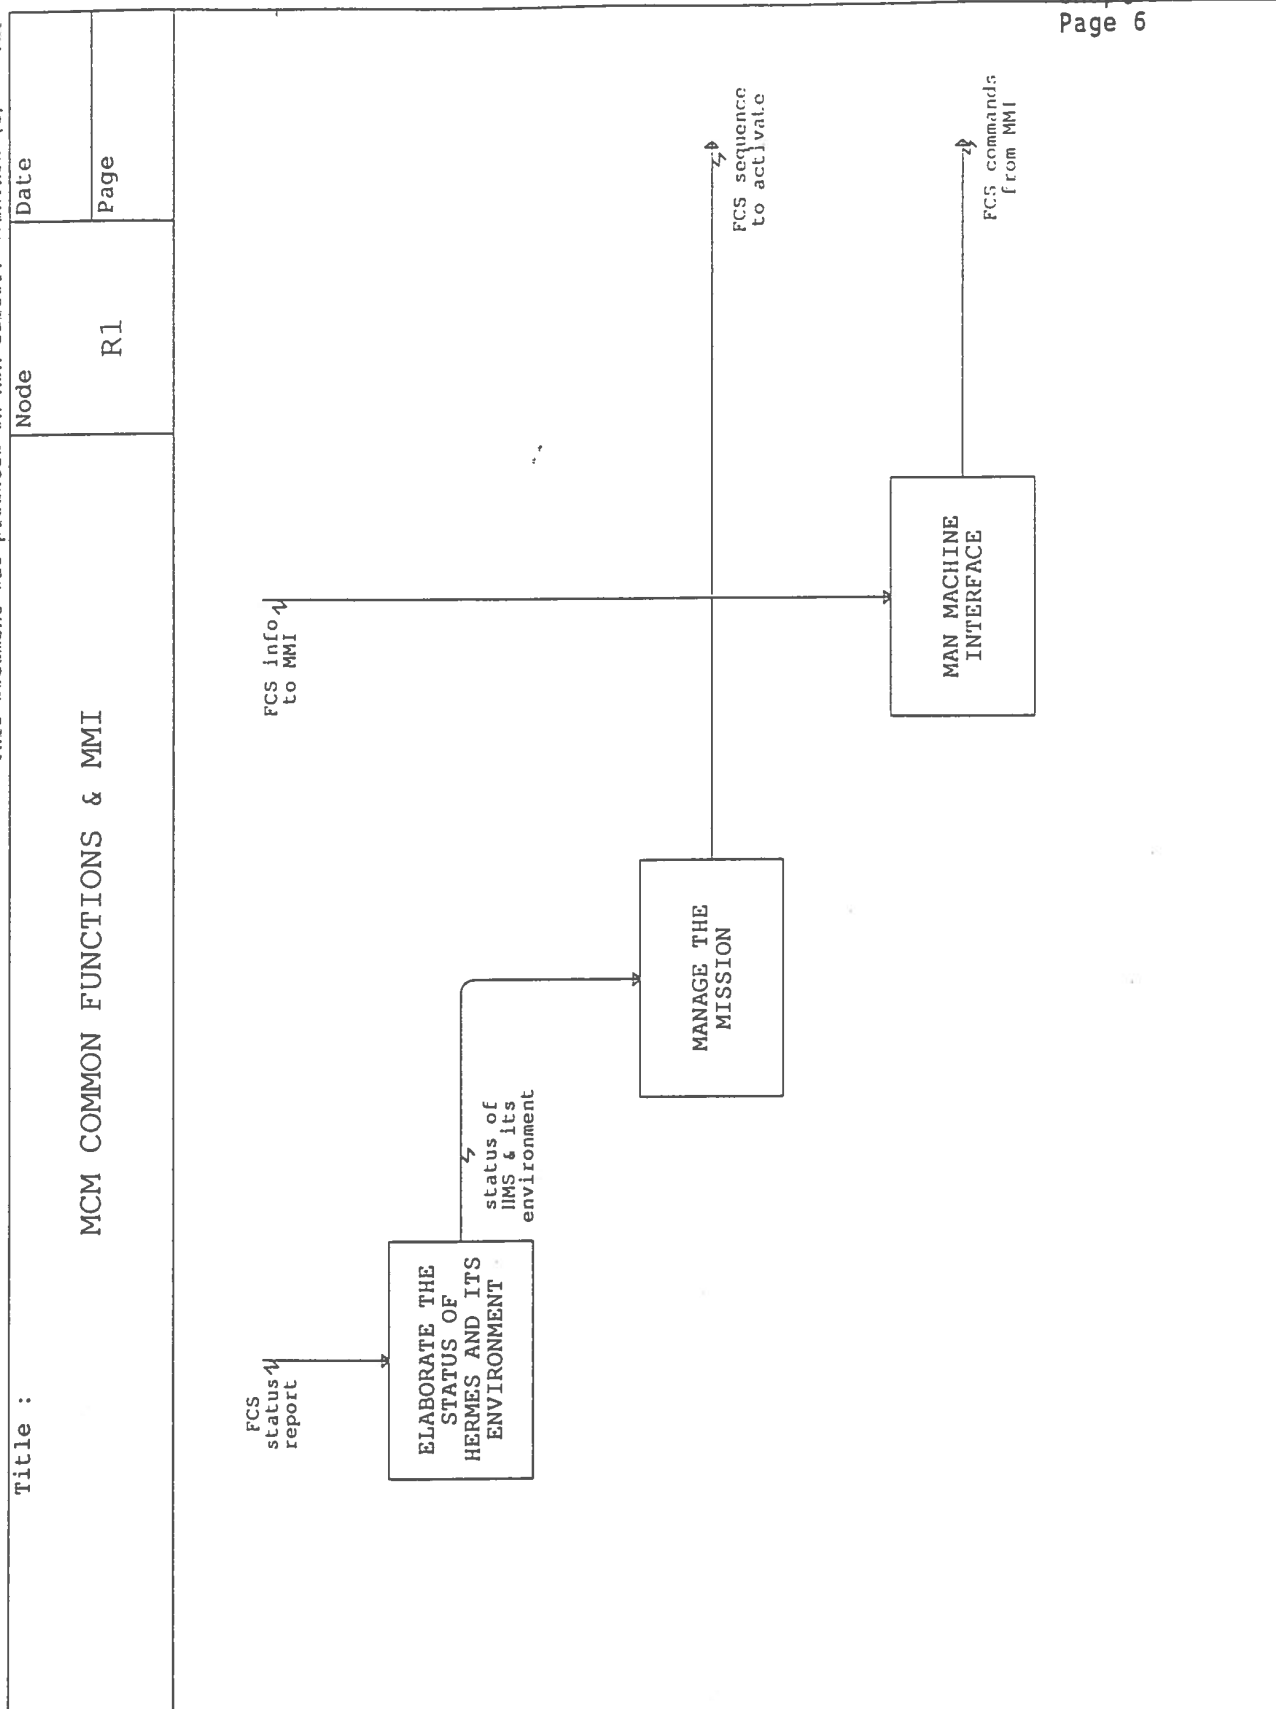 Page 6
Title :
MCM COMMON FUNCTIONS & MMI
Node
R1
Date
Page
FCS
status
report
ELABORATE THE
STATUS OF
HERMES AND ITS
ENVIRONMENT
status of
HMS & its
environment
MANAGE THE
MISSION
FCS info
to MMI
MAN MACHINE
INTERFACE
FCS sequence
to activate
FCS commands
from MMI